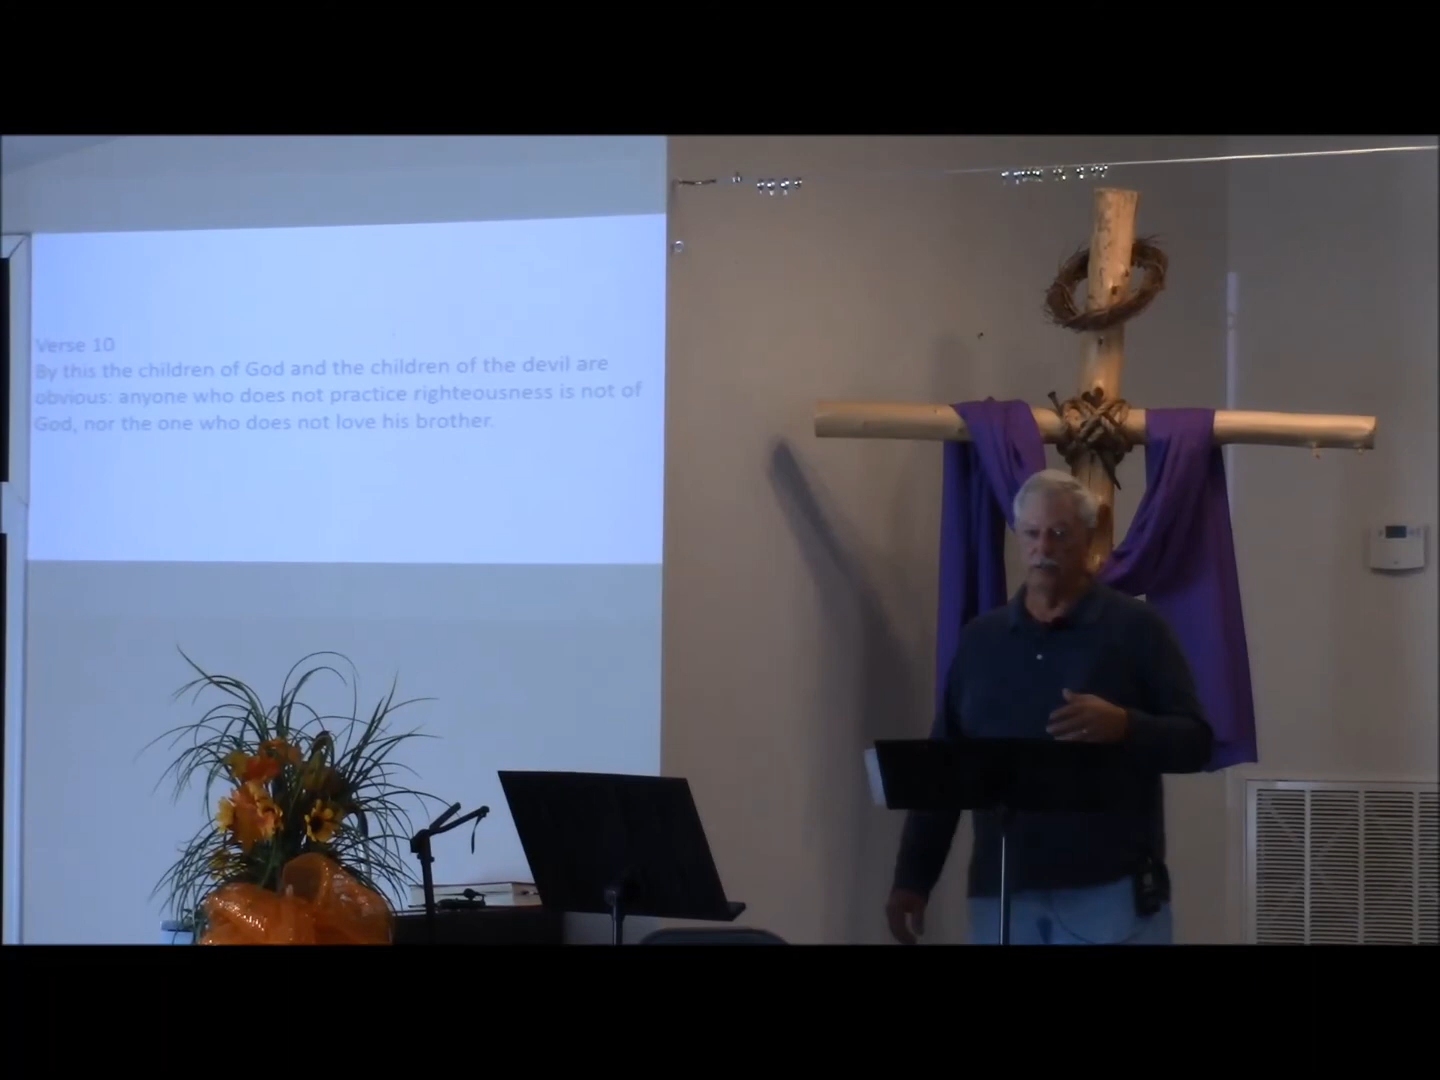 Verse 10
By this the children of God and the children of the devil are
obvious: anyone who does not practice righteousness is not of
God, nor the one who does not love his brother.